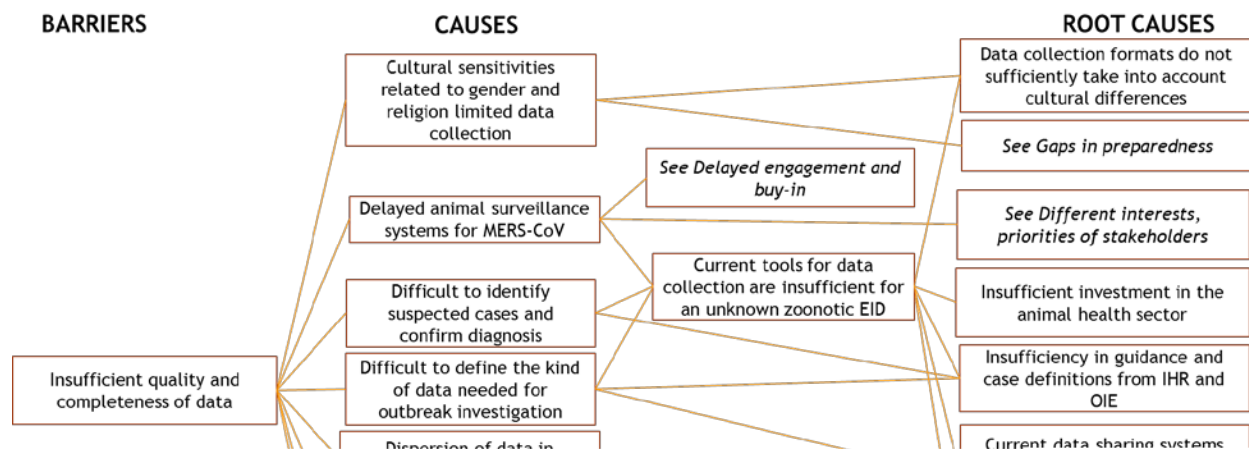 BARRIERS
CAUSES
ROOT CAUSES
Cultural sensitivities
related to gender and
religion limited data
collection
Data collection formats do not
sufficiently take into account
cultural differences
See Gaps in preparedness
See Delayed engagement and
buy-in
Delayed animal surveillance
systems for MERS-CoV
See Different interests,
priorities of stakeholders
Current tools for data
collection are insufficient for
an unknown zoonotic EID
Difficult to identify
suspected cases and
confirm diagnosis
Insufficient investment in the
animal health sector
Insufficient quality and
completeness of data
Difficult to define the kind
of data needed for
outbreak investigation
Insufficiency in guidance and
case definitions from IHR and
OIE
Dispersion of data in
Current data sharing systems